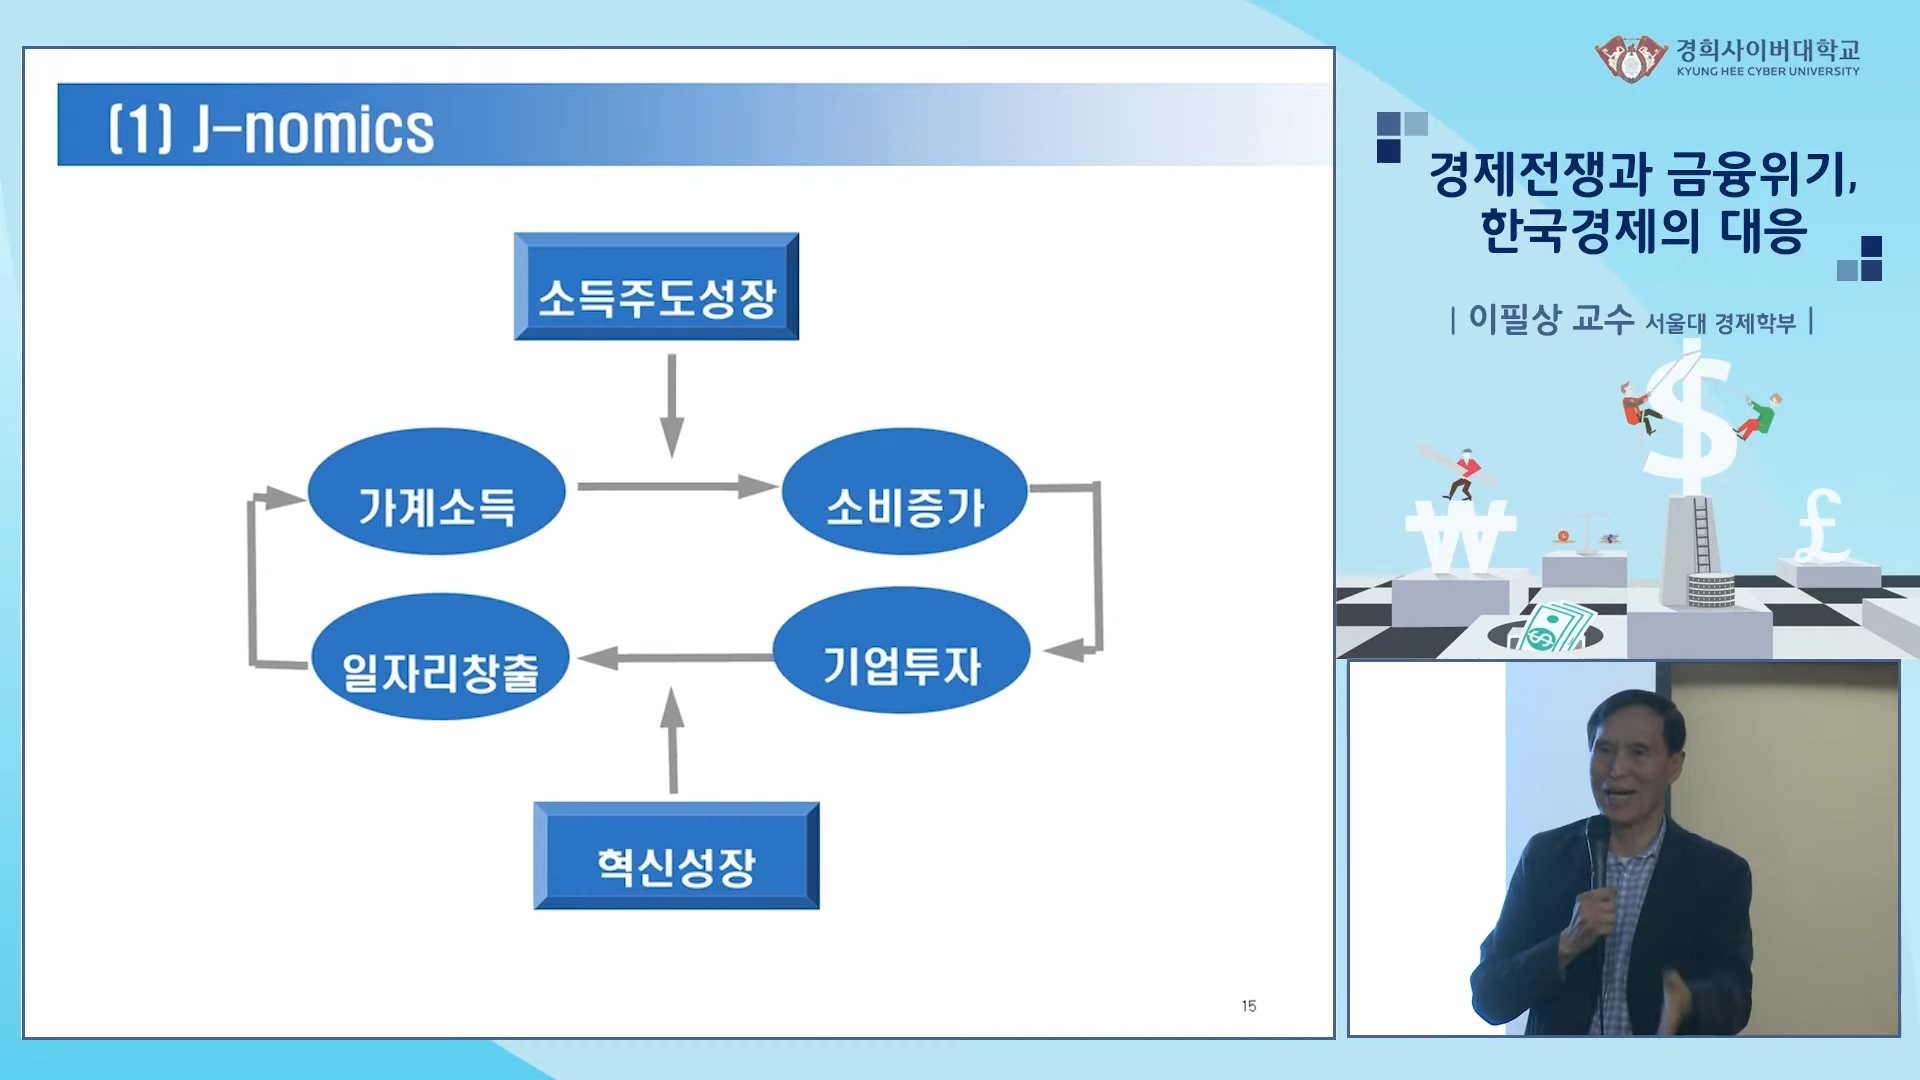 (1) J-nomics
소득주도성장
가계소득
소비증가
일자리창출
기업투자
혁신성장
15
경희사이버대학교
KYUNG HEE CYBER UNIVERSITY
경제전쟁과 금융위기,
한국경제의 대응
| 이필상 교수 서울대 경제학부 |